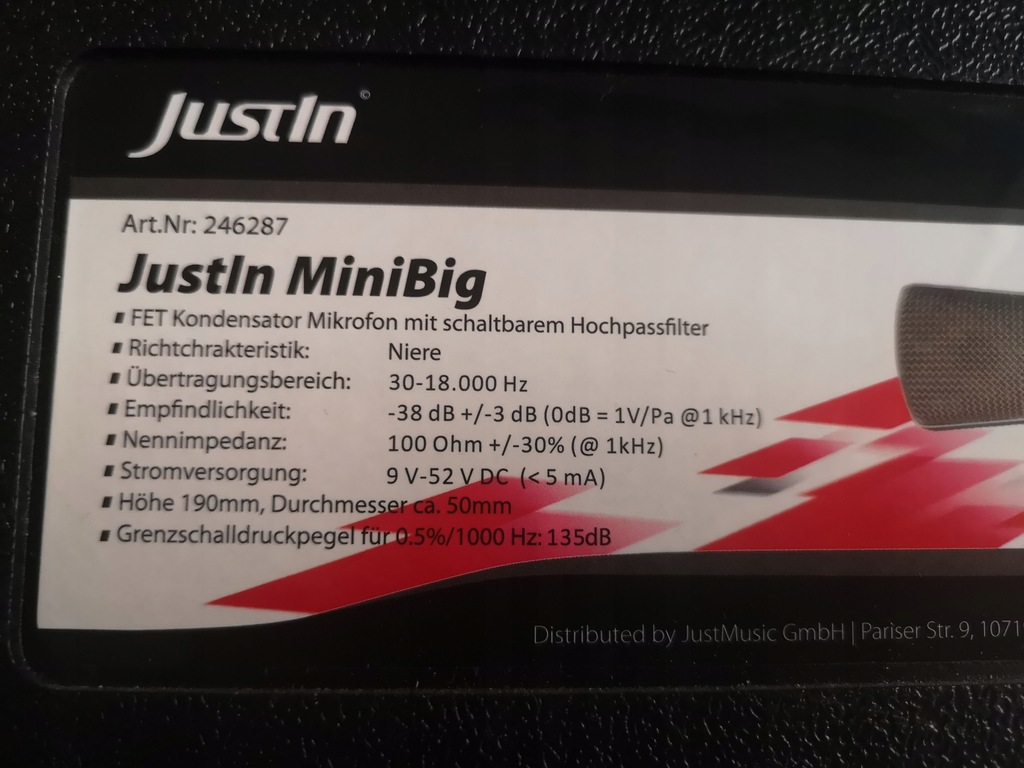 JustIn ©
Art.Nr: 246287
JustIn MiniBig
▪ FET Kondensator Mikrofon mit schaltbarem Hochpassfilter
▪ Richtchrakteristik: Niere
▪ Übertragungsbereich: 30-18.000 Hz
▪ Empfindlichkeit: -38 dB +/-3 dB (0dB = 1V/Pa @1 kHz)
▪ Nennimpedanz: 100 Ohm +/-30% (@ 1kHz)
▪ Stromversorgung: 9 V-52 V DC (< 5 mA)
▪ Höhe 190mm, Durchmesser ca. 50mm
▪ Grenzschalldruckpegel für 0.5%/1000 Hz: 135dB
Distributed by JustMusic GmbH | Pariser Str. 9, 1071